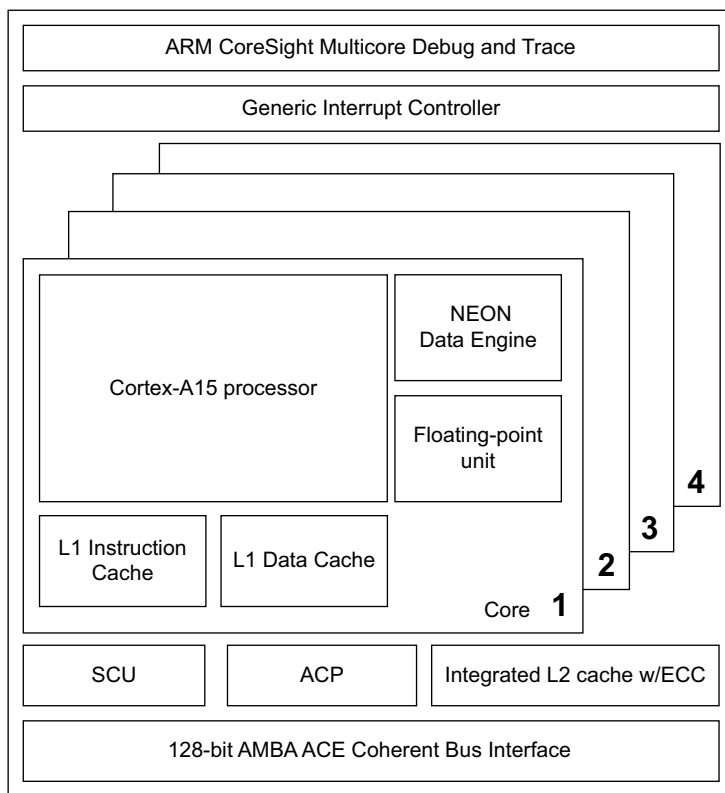 ARM CoreSight Multicore Debug and Trace
Generic Interrupt Controller
NEON
Data Engine
Cortex-A15 processor
Floating-point
unit
4
3
L1 Instruction
Cache
L1 Data Cache
2
Core 1
SCU
ACP
Integrated L2 cache w/ECC
128-bit AMBA ACE Coherent Bus Interface